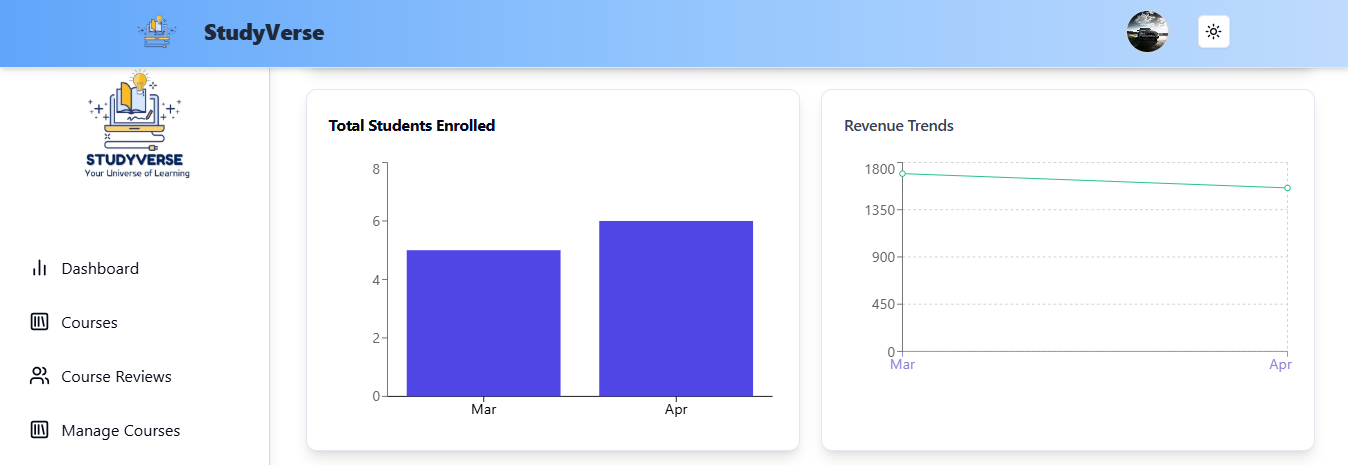 StudyVerse
STUDYVERSE
Your Universe of Learning
Dashboard
Courses
Course Reviews
Manage Courses
Total Students Enrolled
8
6
4
2
0
Mar Apr
Revenue Trends
1800
1350
900
450
0
Mar Apr